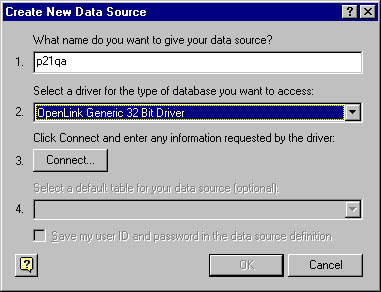 Create New Data Source
What name do you want to give your data source?
1. p21qa
Select a driver for the type of database you want to access:
2. OpenLink Generic 32 Bit Driver
Click Connect and enter any information requested by the driver:
3. Connect...
Select a default table for your data source (optional):
4.
Save my user ID and password in the data source definition
OK Cancel